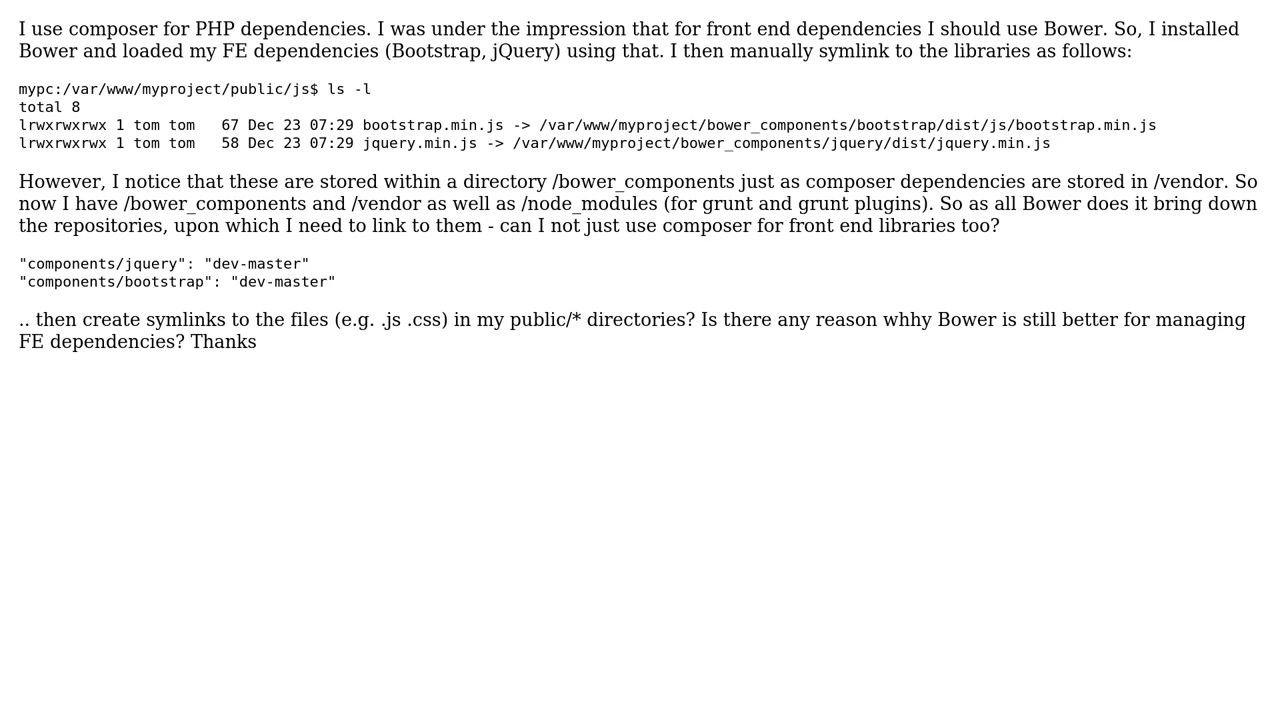 I use composer for PHP dependencies. I was under the impression that for front end dependencies I should use Bower. So, I installed
Bower and loaded my FE dependencies (Bootstrap, jQuery) using that. I then manually symlink to the libraries as follows:
mypc:/var/www/myproject/public/js$ ls -l
total 8
lrwxrwxrwx 1 tom tom   67 Dec 23 07:29 bootstrap.min.js -> /var/www/myproject/bower_components/bootstrap/dist/js/bootstrap.min.js
lrwxrwxrwx 1 tom tom   58 Dec 23 07:29 jquery.min.js -> /var/www/myproject/bower_components/jquery/dist/jquery.min.js
However, I notice that these are stored within a directory /bower_components just as composer dependencies are stored in /vendor. So
now I have /bower_components and /vendor as well as /node_modules (for grunt and grunt plugins). So as all Bower does it bring down
the repositories, upon which I need to link to them - can I not just use composer for front end libraries too?
"components/jquery": "dev-master"
"components/bootstrap": "dev-master"
.. then create symlinks to the files (e.g. .js .css) in my public/* directories? Is there any reason whhy Bower is still better for managing
FE dependencies? Thanks